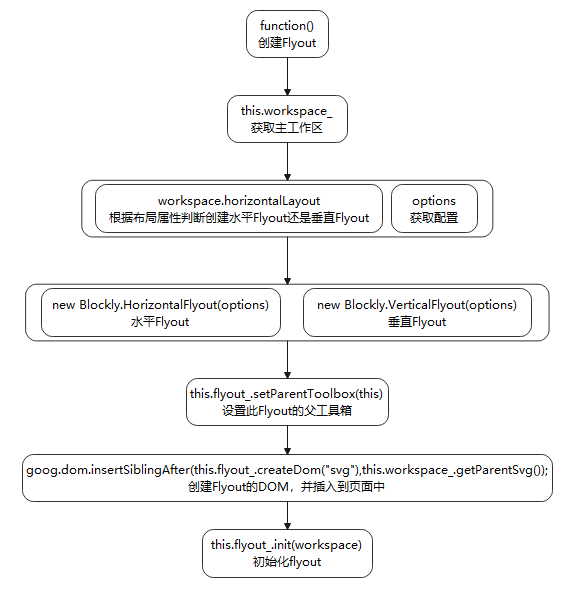 function()
创建Flyout
this.workspace_
获取主工作区
workspace.horizontalLayout
根据布局属性判断创建水平Flyout还是垂直Flyout
options
获取配置
new Blockly.HorizontalFlyout(options)
水平Flyout
new Blockly.VerticalFlyout(options)
垂直Flyout
this.flyout_.setParentToolbox(this)
设置此Flyout的父工具箱
goog.dom.insertSiblingAfter(this.flyout_.createDom("svg"),this.workspace_.getParentSvg());
创建Flyout的DOM，并插入到页面中
this.flyout_.init(workspace)
初始化flyout